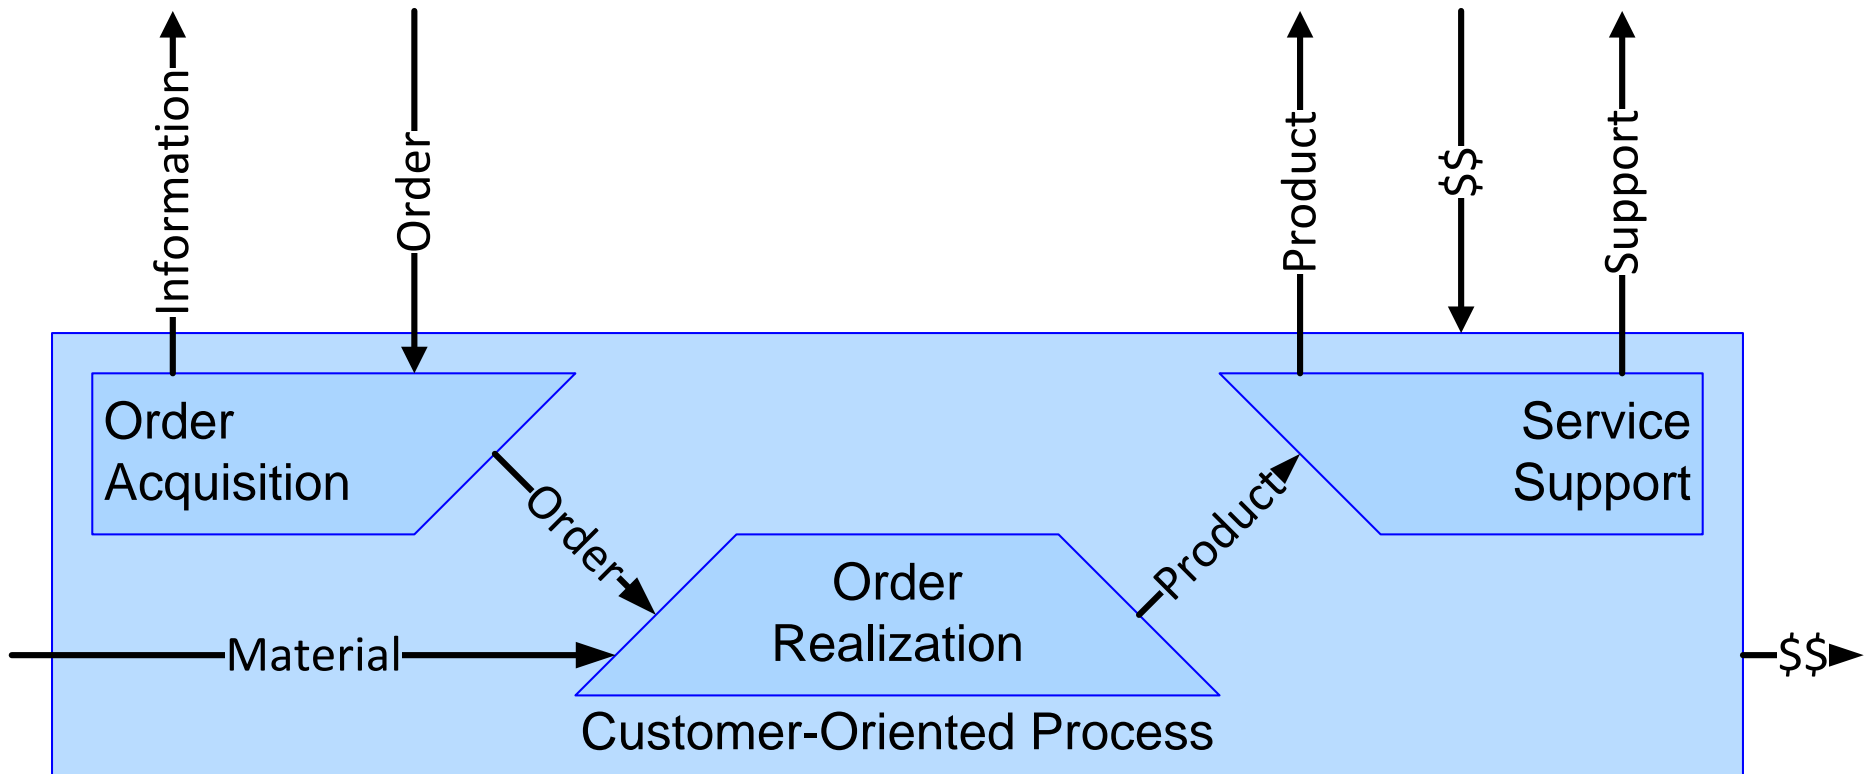 Information
Order
Product
$$
Support
Order
Acquisition
Service
Support
Order
Product
Order
Realization
Material
$$
Customer-Oriented Process